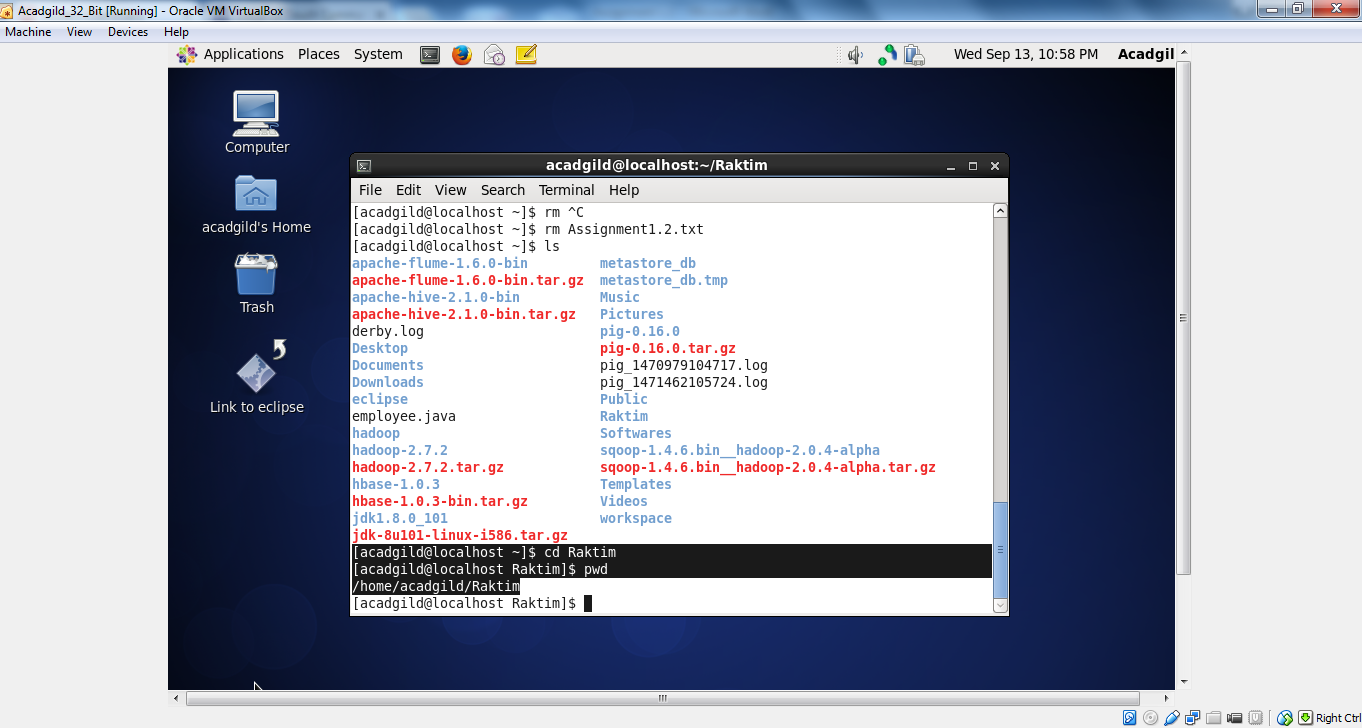 Acadgild_32_Bit [Running] - Oracle VM VirtualBox
Machine View Devices Help
Applications Places System Wed Sep 13, 10:58 PM Acadgil
Computer
acadgild's Home
Trash
Link to eclipse
acadgild@localhost:~/Raktim
File Edit View Search Terminal Help
[acadgild@localhost ~]$ rm ^C
[acadgild@localhost ~]$ rm Assignment1.2.txt
[acadgild@localhost ~]$ ls
apache-flume-1.6.0-bin metastore_db
apache-flume-1.6.0-bin.tar.gz metastore_db.tmp
apache-hive-2.1.0-bin Music
apache-hive-2.1.0-bin.tar.gz Pictures
derby.log pig-0.16.0
Desktop pig-0.16.0.tar.gz
Documents pig_1470979104717.log
Downloads pig_1471462105724.log
eclipse Public
employee.java Raktim
hadoop Softwares
hadoop-2.7.2 sqoop-1.4.6.bin__hadoop-2.0.4-alpha
hadoop-2.7.2.tar.gz sqoop-1.4.6.bin__hadoop-2.0.4-alpha.tar.gz
hbase-1.0.3 Templates
hbase-1.0.3-bin.tar.gz Videos
jdk1.8.0_101 workspace
jdk-8u101-linux-i586.tar.gz
[acadgild@localhost ~]$ cd Raktim
[acadgild@localhost Raktim]$ pwd
/home/acadgild/Raktim
[acadgild@localhost Raktim]$
Right Ctrl